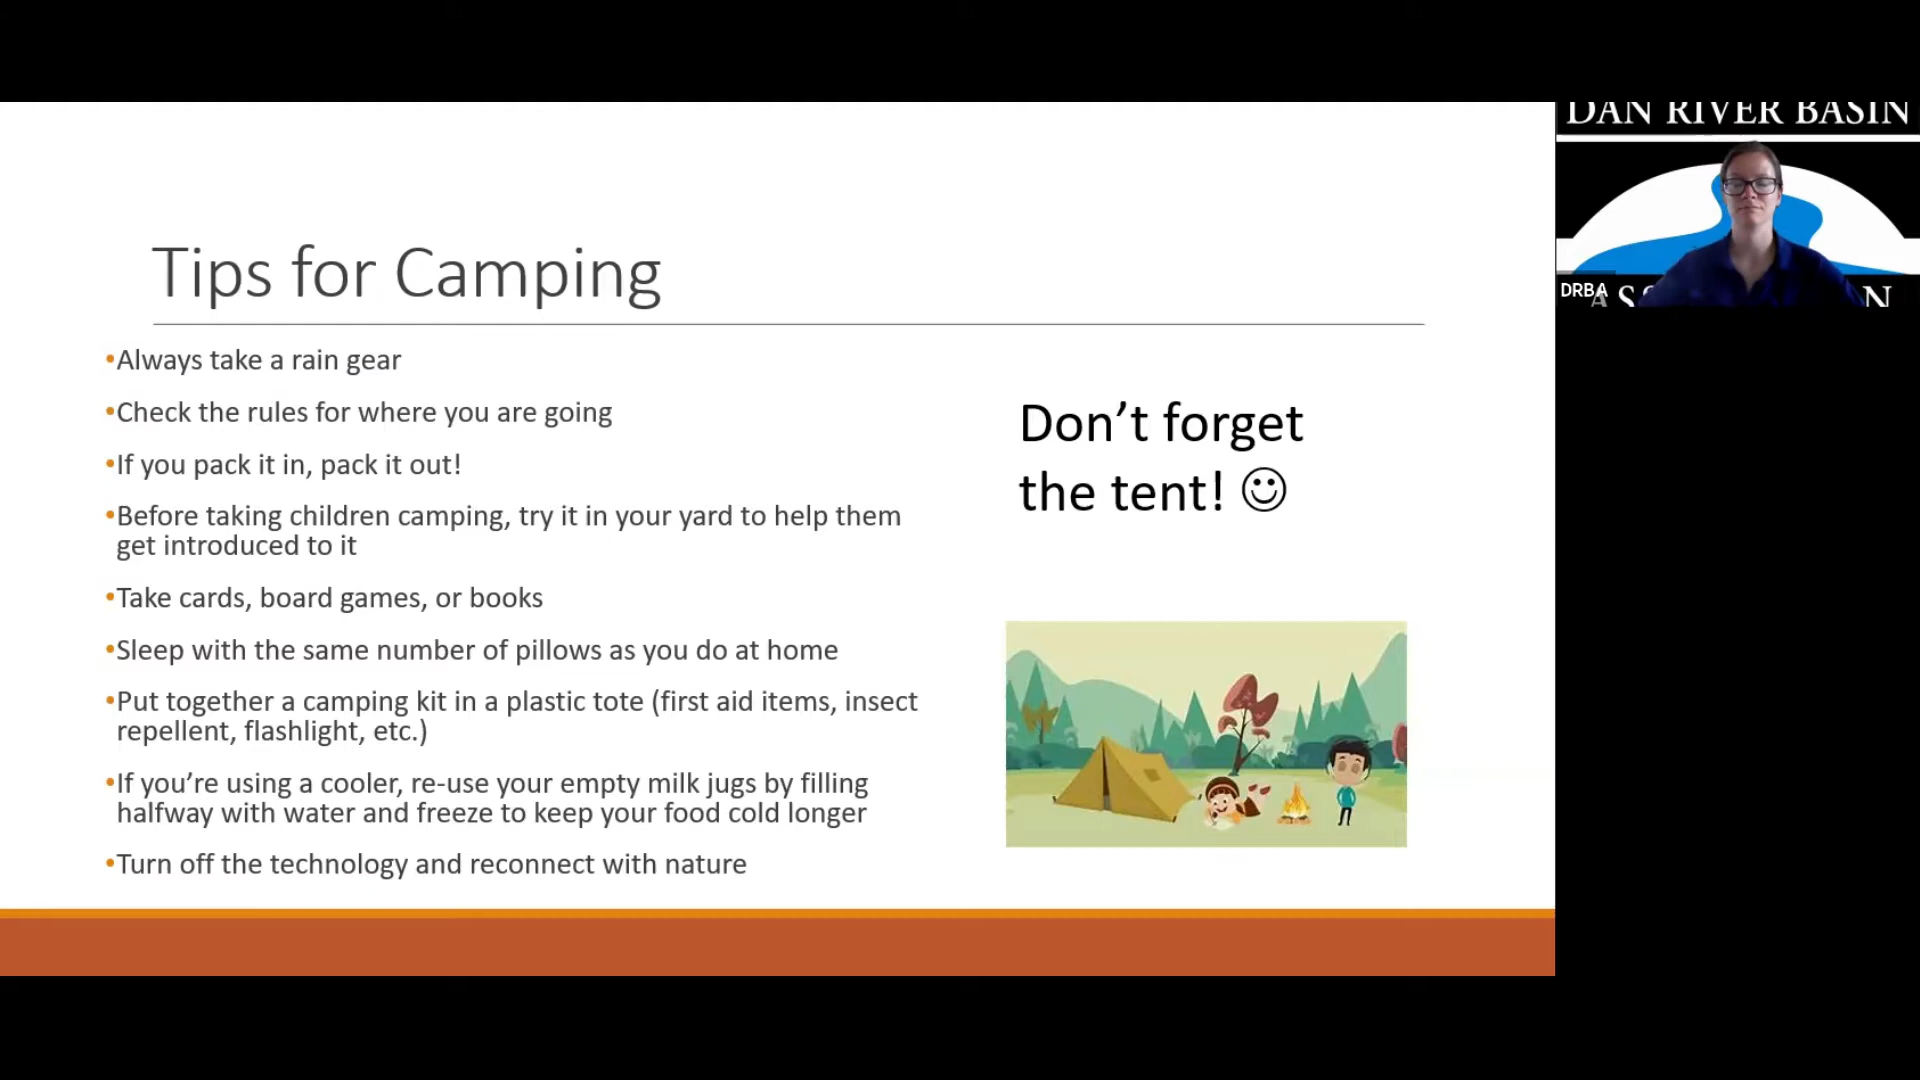 Tips for Camping
•Always take a rain gear
•Check the rules for where you are going
•If you pack it in, pack it out!
•Before taking children camping, try it in your yard to help them
get introduced to it
•Take cards, board games, or books
•Sleep with the same number of pillows as you do at home
•Put together a camping kit in a plastic tote (first aid items, insect
repellent, flashlight, etc.)
•If you’re using a cooler, re-use your empty milk jugs by filling
halfway with water and freeze to keep your food cold longer
•Turn off the technology and reconnect with nature
Don’t forget
the tent! ☺
DAN RIVER BASIN
DRBA